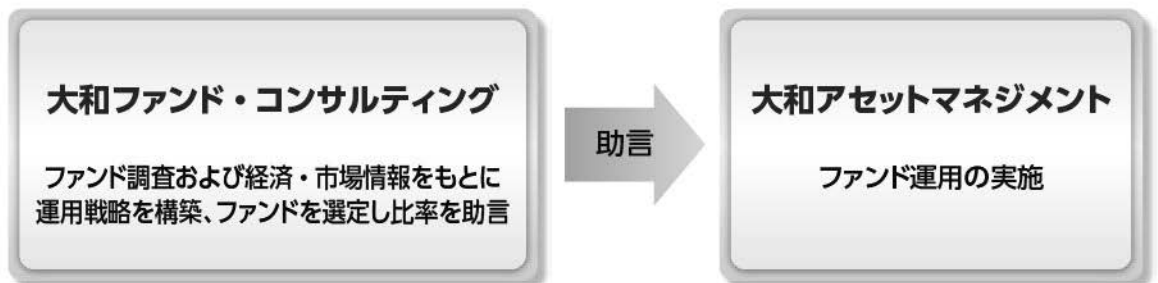 大和ファンド・コンサルティング
ファンド調査および経済・市場情報をもとに
運用戦略を構築、ファンドを選定し比率を助言
助言
大和アセットマネジメント
ファンド運用の実施